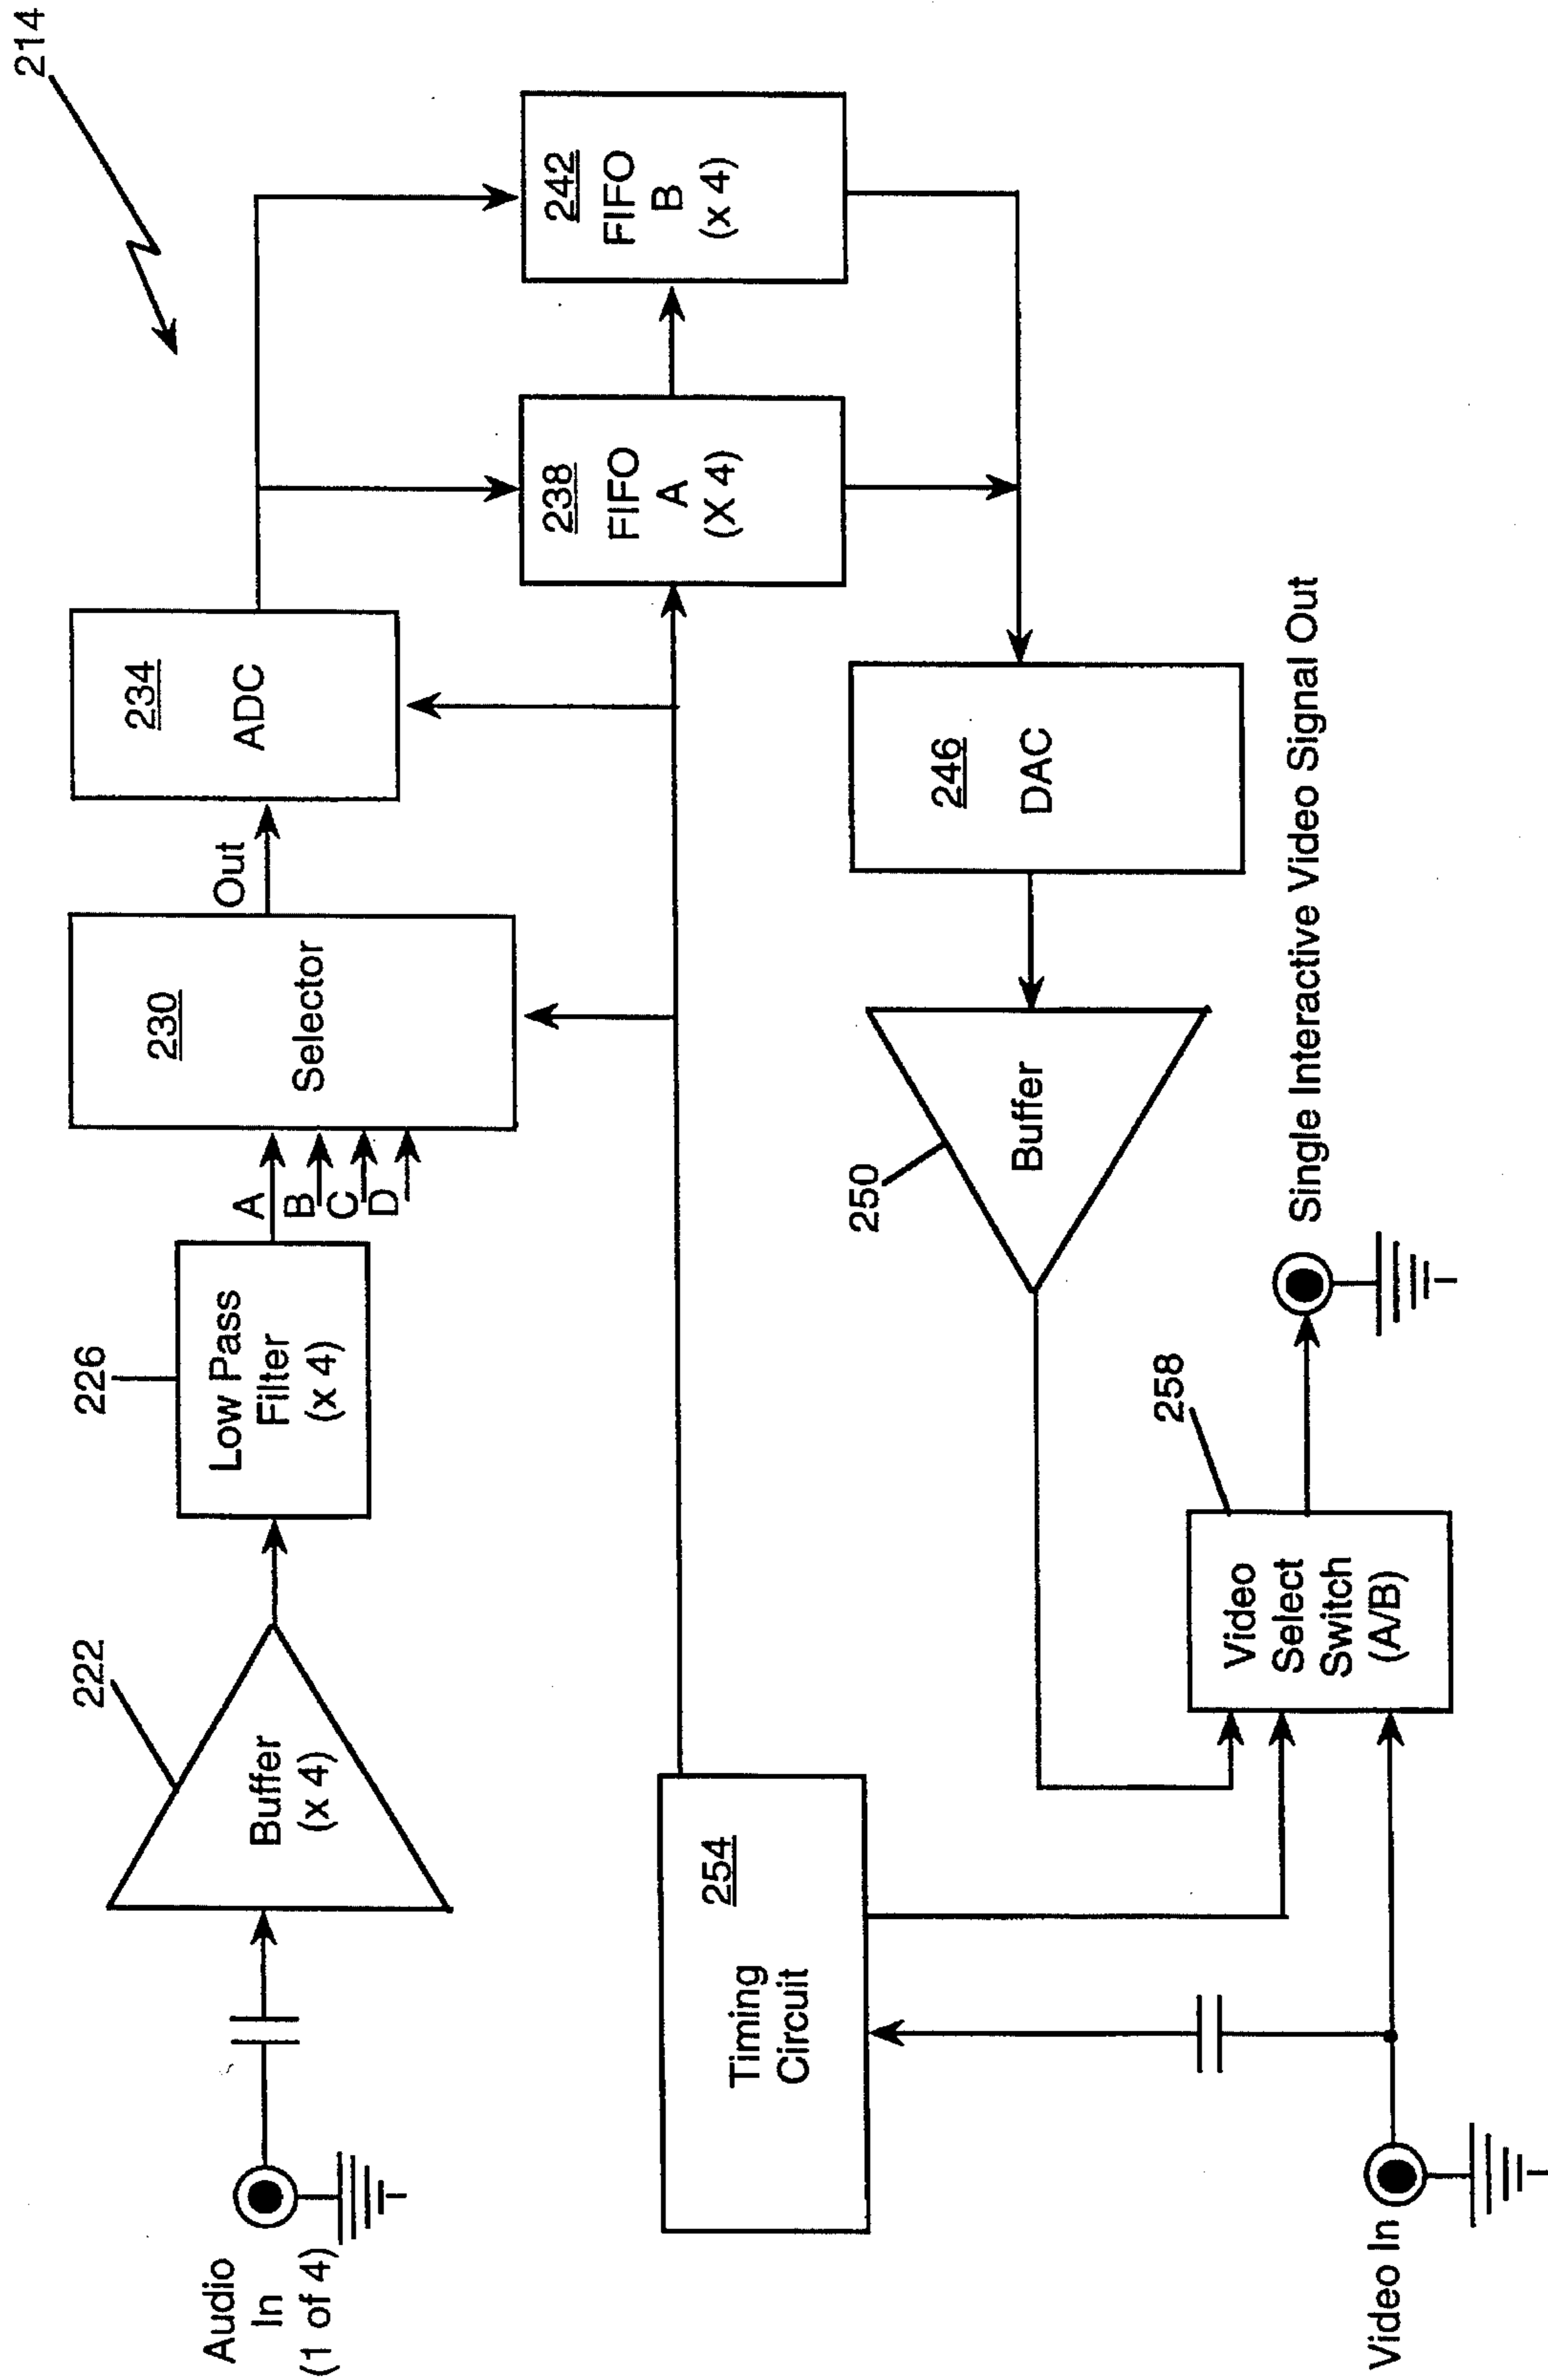 214
Audio
In
(1 of 4)
222
Buffer
(x 4)
226
Low Pass
Filter
(x 4)
A
B
C
D
230
Selector
Out
234
ADC
238
FIFO
A
(X 4)
242
FIFO
B
(x 4)
254
Timing
Circuit
250
Buffer
246
DAC
Video In
258
Video
Select
Switch
(A/B)
Single Interactive Video Signal Out